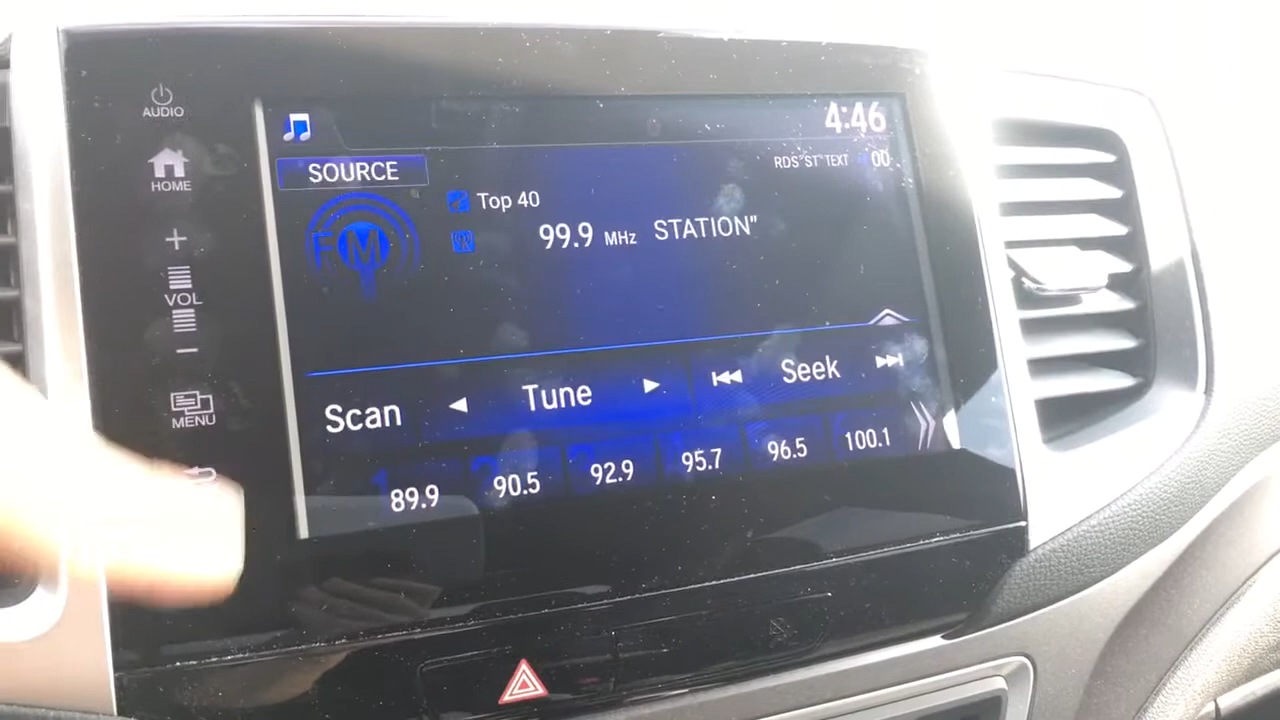 AUDIO
4:46
SOURCE
RDS ST TEXT 00
HOME
Top 40
FM
99.9 MHz STATION"
+
VOL
-
Scan Tune Seek
MENU
89.9 90.5 92.9 95.7 96.5 100.1